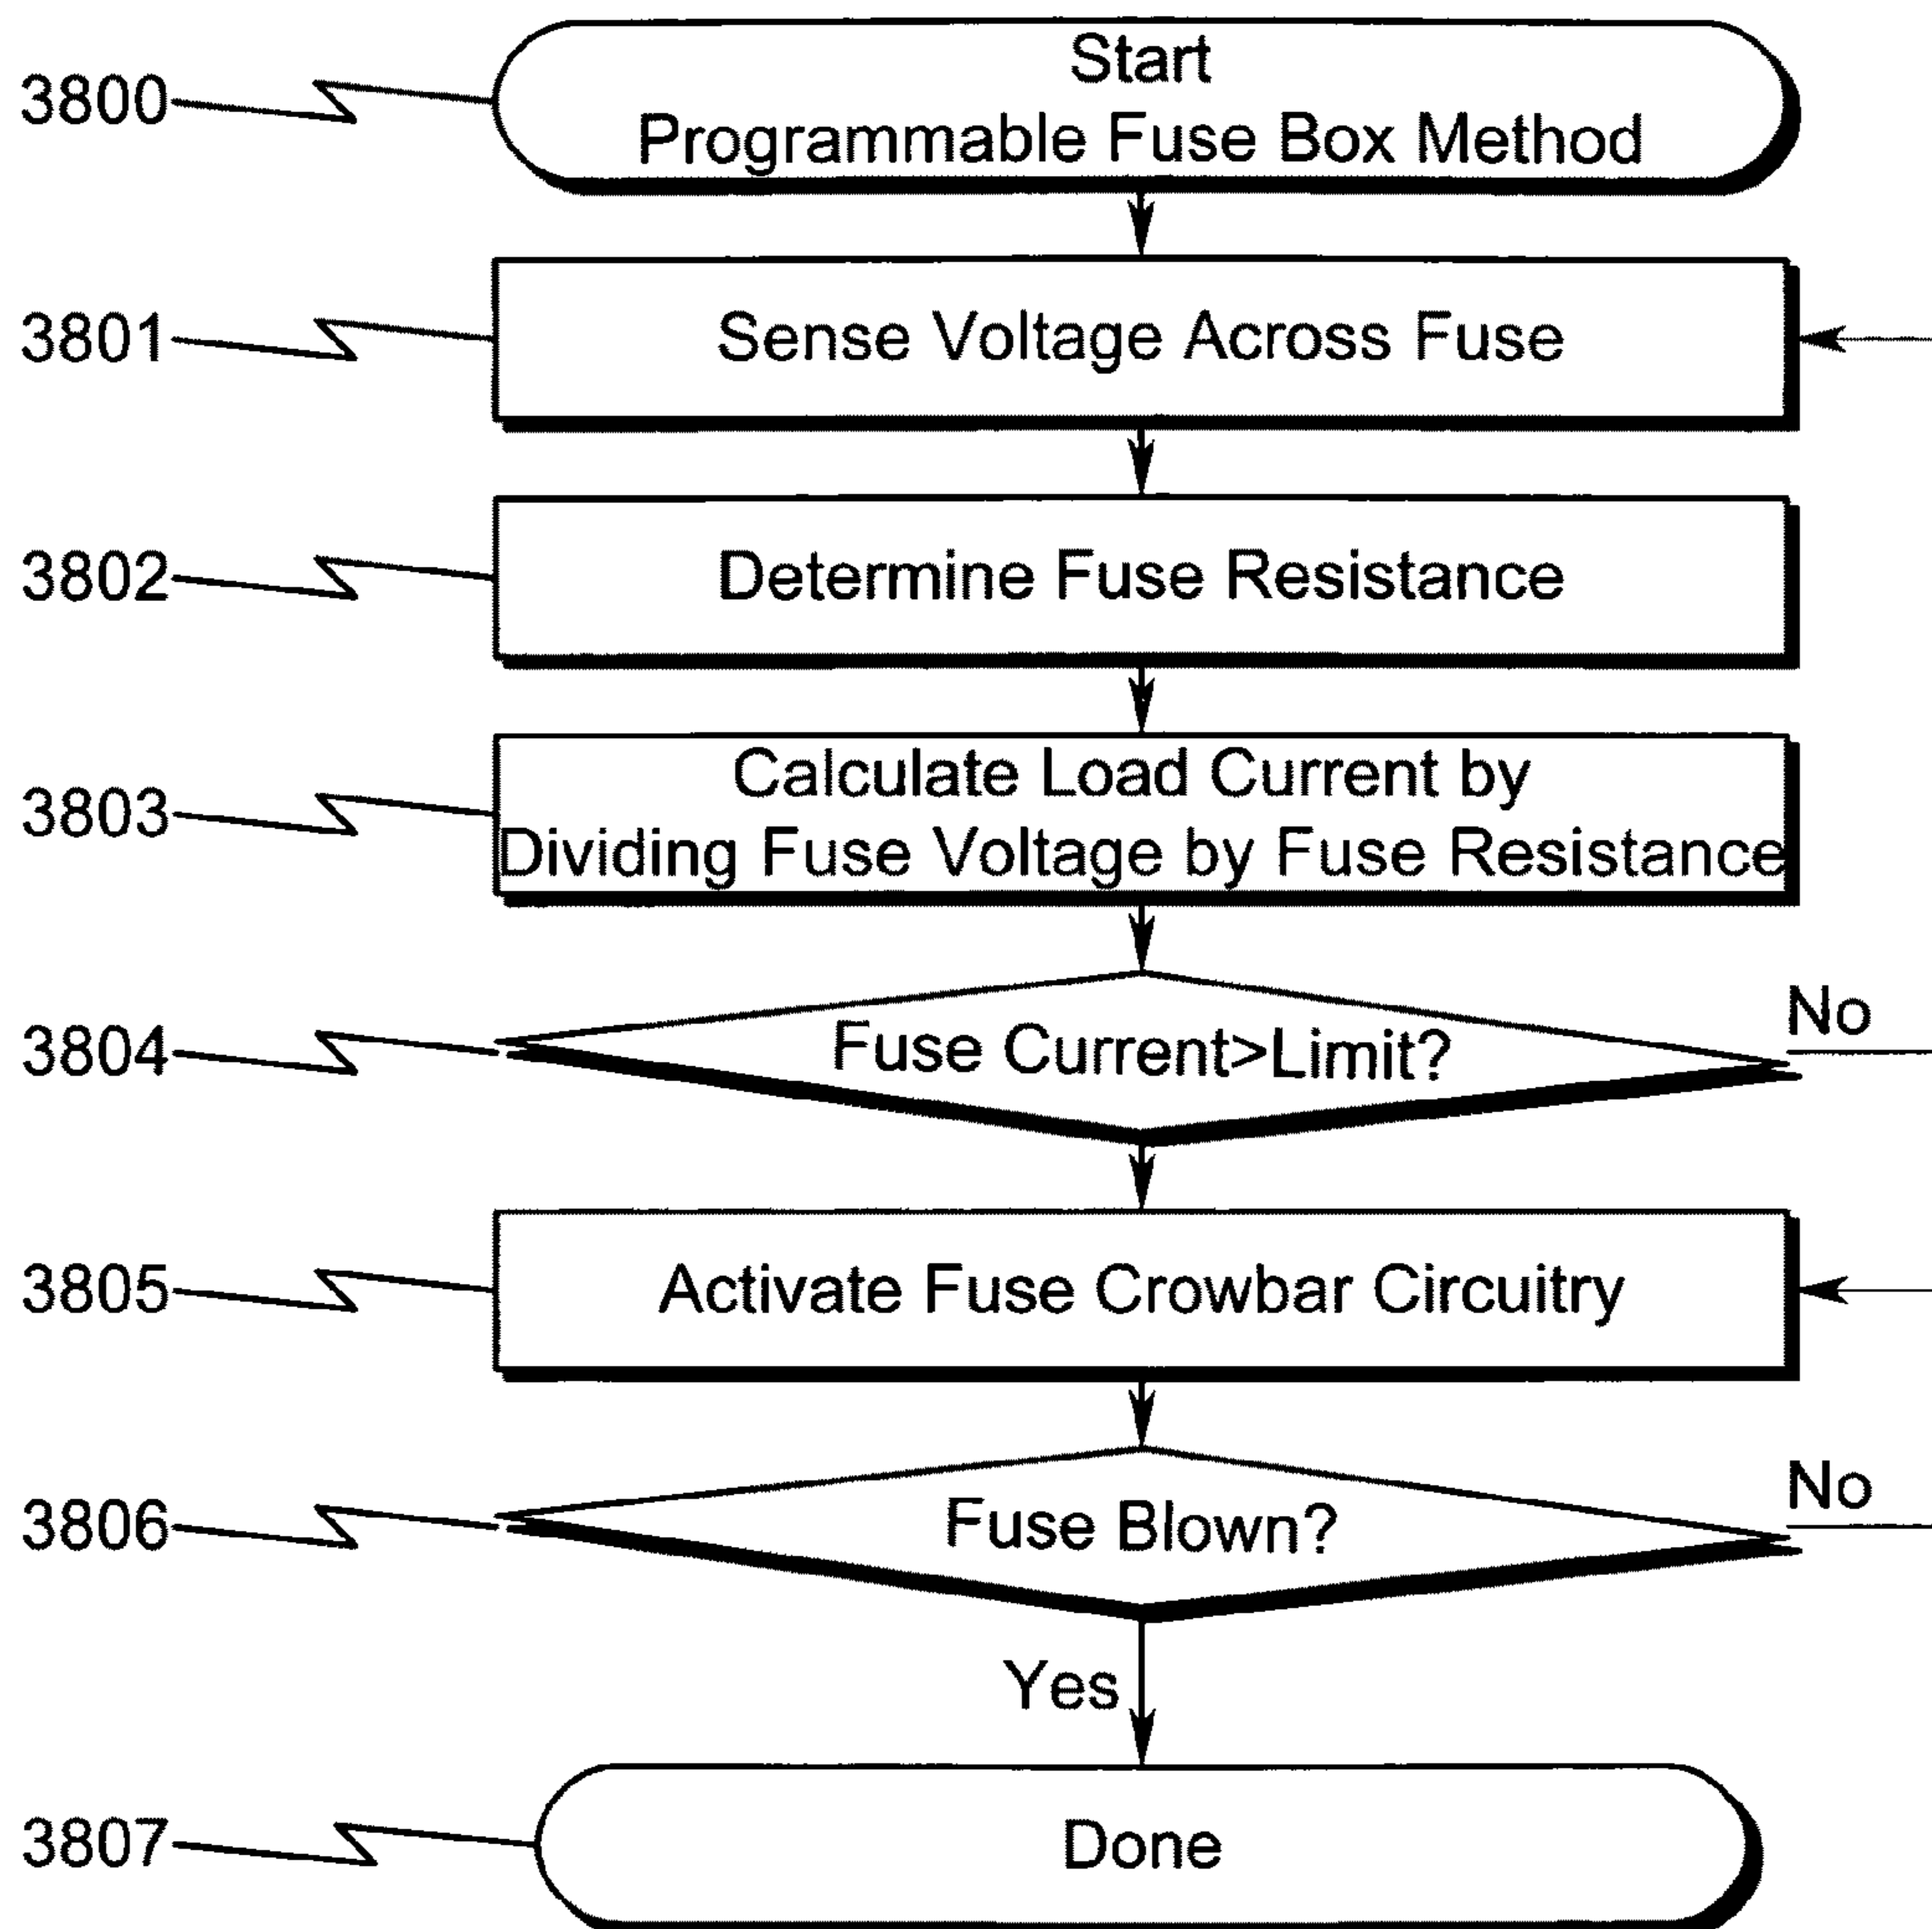 3800
Start
Programmable Fuse Box Method
3801
Sense Voltage Across Fuse
3802
Determine Fuse Resistance
3803
Calculate Load Current by
Dividing Fuse Voltage by Fuse Resistance
3804
Fuse Current>Limit?
No
3805
Activate Fuse Crowbar Circuitry
3806
Fuse Blown?
No
Yes
3807
Done